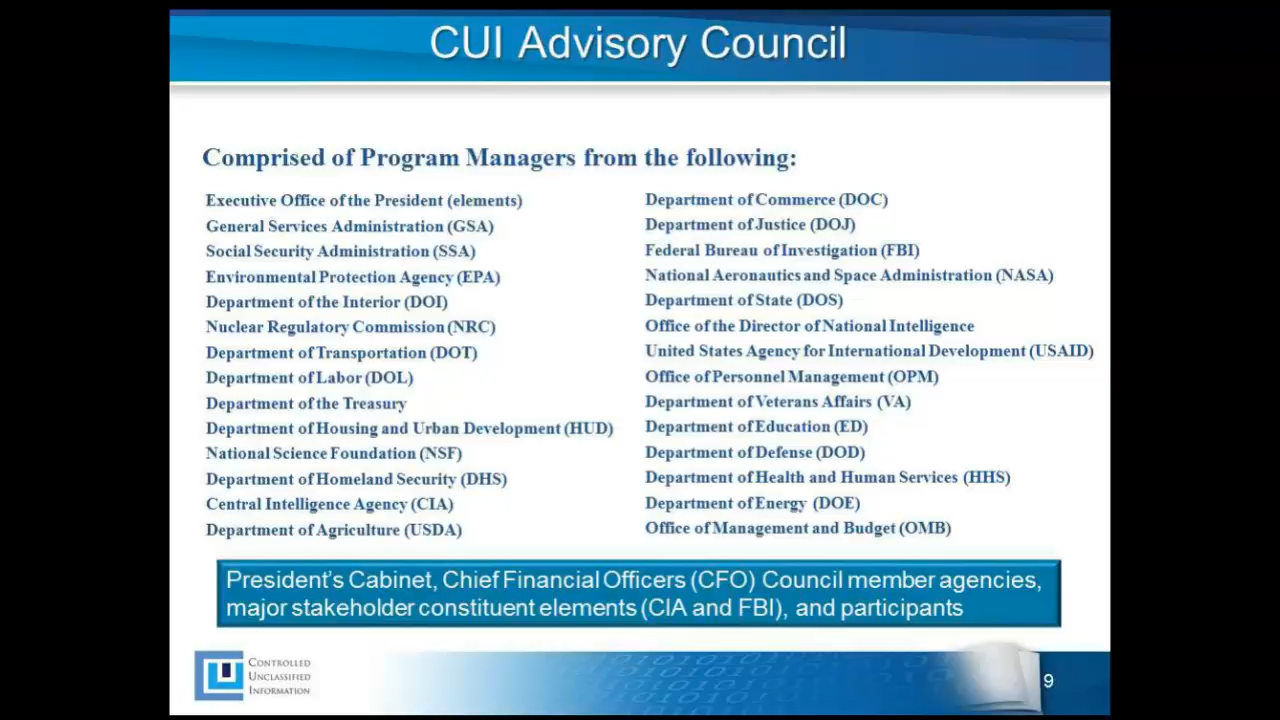 CUI Advisory Council
Comprised of Program Managers from the following:
Executive Office of the President (elements)
General Services Administration (GSA)
Social Security Administration (SSA)
Environmental Protection Agency (EPA)
Department of the Interior (DOI)
Nuclear Regulatory Commission (NRC)
Department of Transportation (DOT)
Department of Labor (DOL)
Department of the Treasury
Department of Housing and Urban Development (HUD)
National Science Foundation (NSF)
Department of Homeland Security (DHS)
Central Intelligence Agency (CIA)
Department of Agriculture (USDA)
Department of Commerce (DOC)
Department of Justice (DOJ)
Federal Bureau of Investigation (FBI)
National Aeronautics and Space Administration (NASA)
Department of State (DOS)
Office of the Director of National Intelligence
United States Agency for International Development (USAID)
Office of Personnel Management (OPM)
Department of Veterans Affairs (VA)
Department of Education (ED)
Department of Defense (DOD)
Department of Health and Human Services (HHS)
Department of Energy (DOE)
Office of Management and Budget (OMB)
President's Cabinet, Chief Financial Officers (CFO) Council member agencies,
major stakeholder constituent elements (CIA and FBI), and participants
CONTROLLED
UNCLASSIFIED
INFORMATION
9